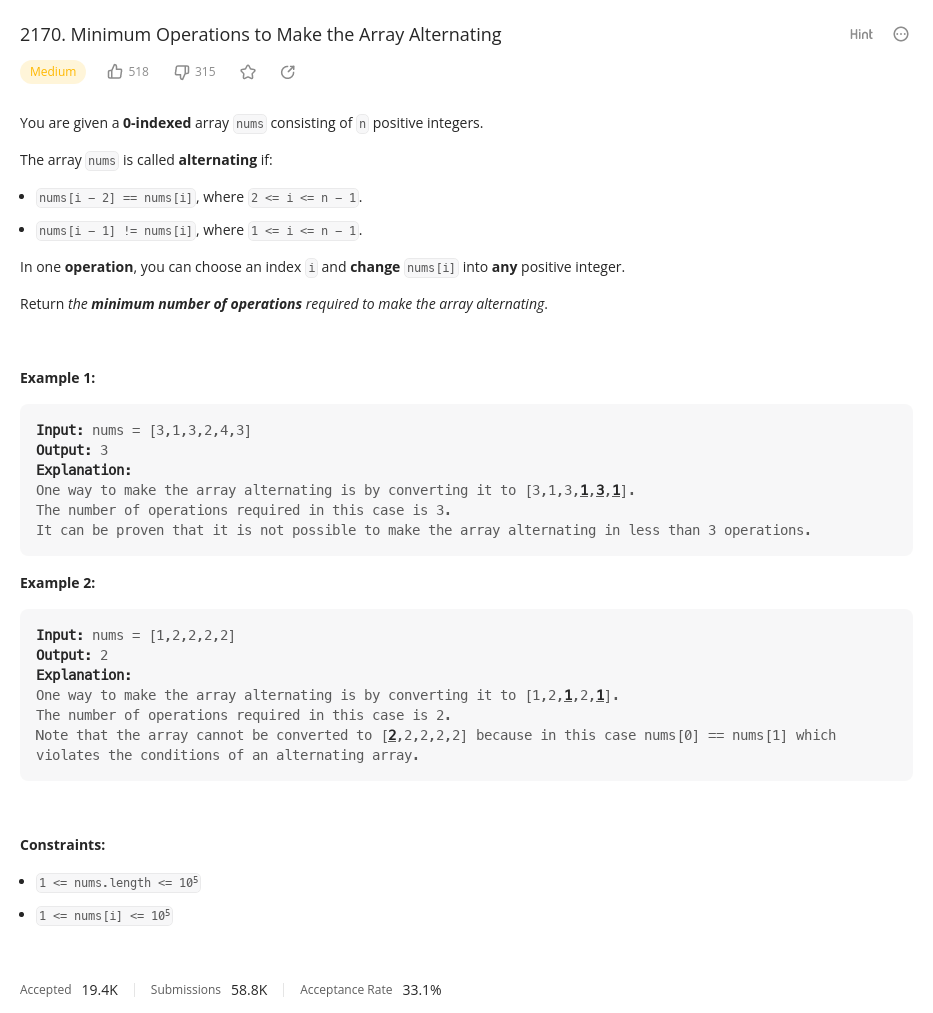 2170. Minimum Operations to Make the Array Alternating
Hint
Medium 518 315
You are given a 0-indexed array nums consisting of n positive integers.
The array nums is called alternating if:
nums[i − 2] == nums[i], where 2 <= i <= n − 1.
nums[i − 1] != nums[i], where 1 <= i <= n − 1.
In one operation, you can choose an index i and change nums[i] into any positive integer.
Return the minimum number of operations required to make the array alternating.
Example 1:
Input: nums = [3,1,3,2,4,3]
Output: 3
Explanation:
One way to make the array alternating is by converting it to [3,1,3,1,3,1].
The number of operations required in this case is 3.
It can be proven that it is not possible to make the array alternating in less than 3 operations.
Example 2:
Input: nums = [1,2,2,2,2]
Output: 2
Explanation:
One way to make the array alternating is by converting it to [1,2,1,2,1].
The number of operations required in this case is 2.
Note that the array cannot be converted to [2,2,2,2,2] because in this case nums[0] == nums[1] which
violates the conditions of an alternating array.
Constraints:
1 <= nums.length <= 10⁵
1 <= nums[i] <= 10⁵
Accepted 19.4K Submissions 58.8K Acceptance Rate 33.1%